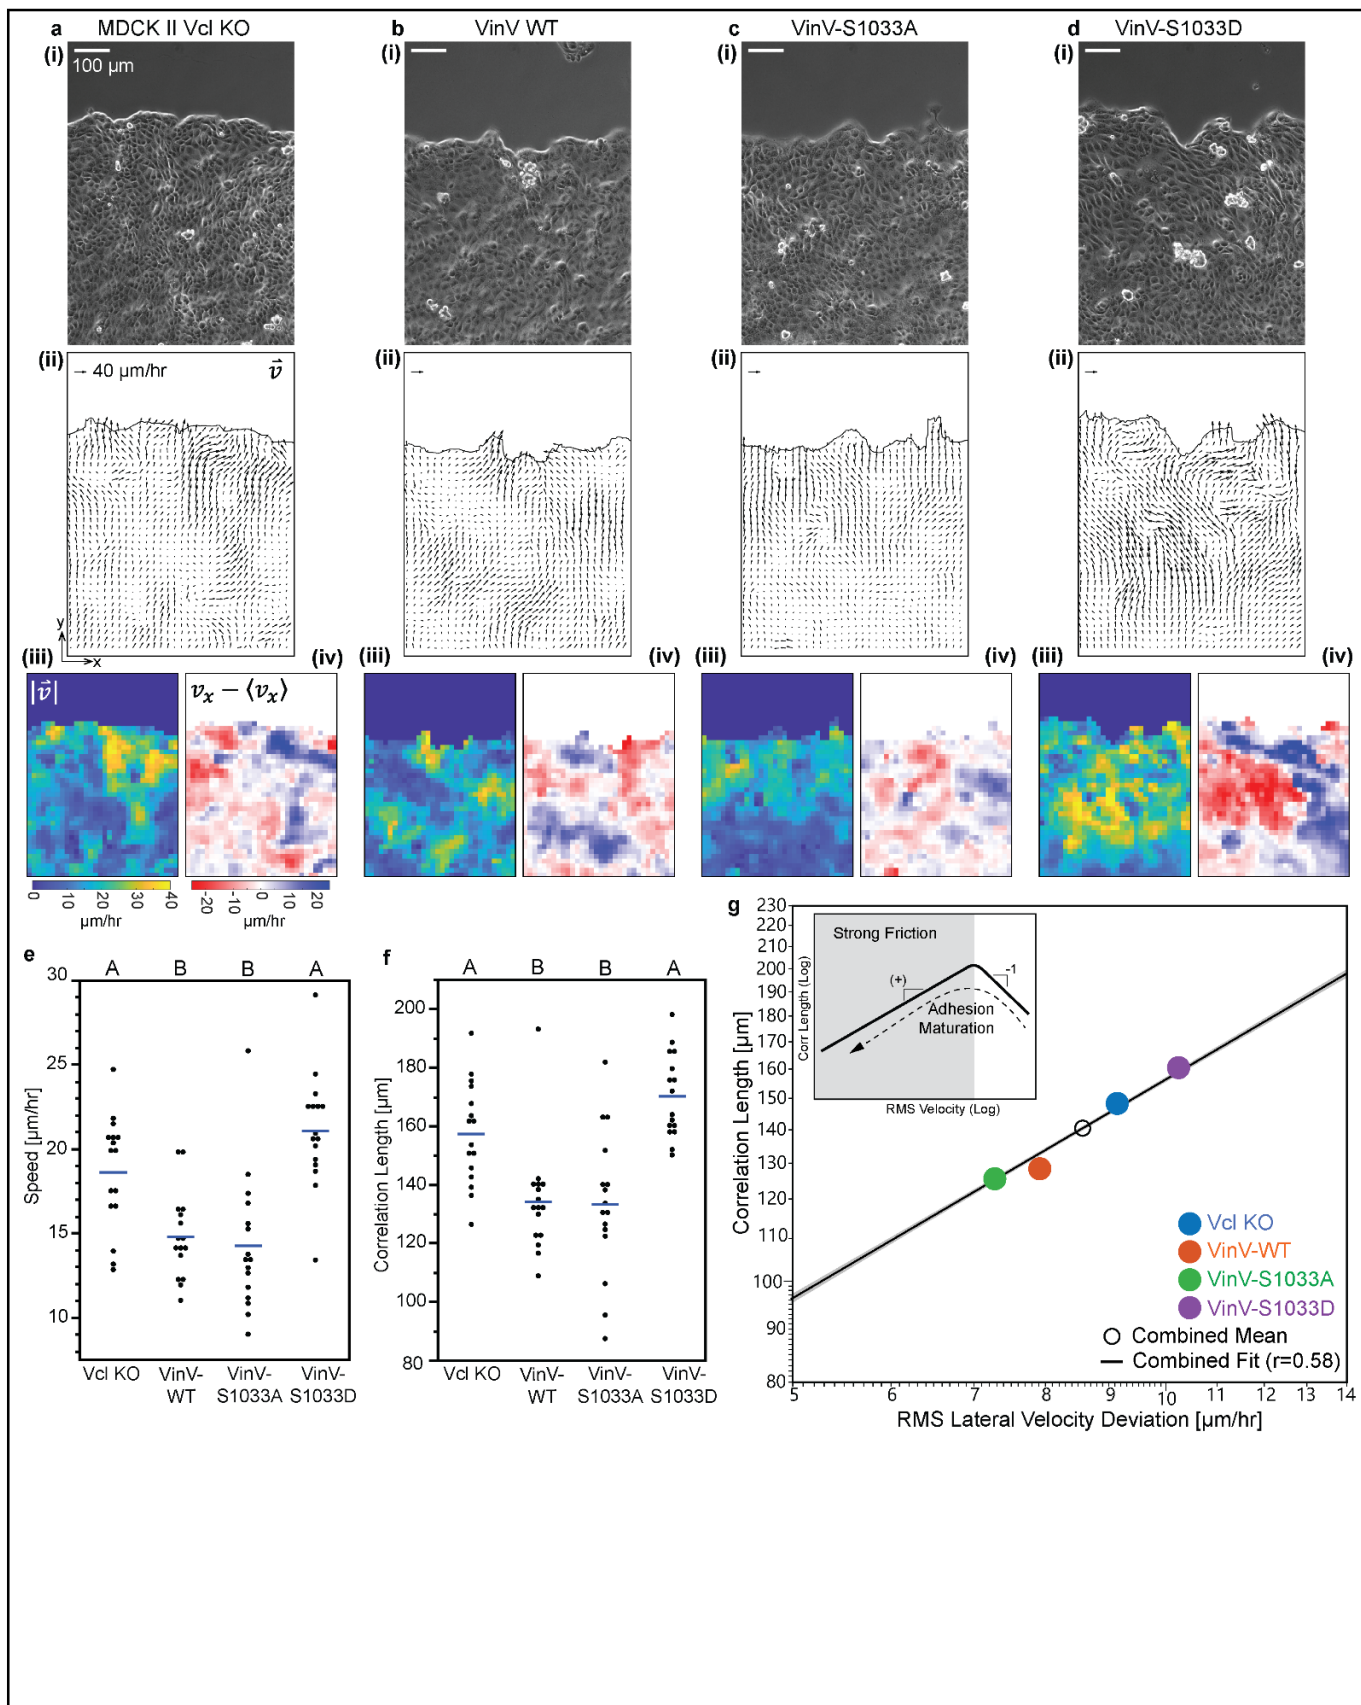 a MDCK II Vcl KO
b VinV WT
c VinV-S1033A
d VinV-S1033D
(i)
100 µm
(i)
(i)
(i)
(ii)
→ 40 µm/hr
v⃗
(ii)
(ii)
(ii)
y
x
(iii)
(iv)
(iii)
(iv)
(iii)
(iv)
(iii)
(iv)
|v⃗|
vₓ − ⟨vₓ⟩
0 10 20 30 40
µm/hr
-20 -10 0 10 20
µm/hr
e
A B B A
Speed [µm/hr]
30
25
20
15
10
Vcl KO
VinV-WT
VinV-S1033A
VinV-S1033D
f
A B B A
Correlation Length [µm]
200
180
160
140
120
100
80
Vcl KO
VinV-WT
VinV-S1033A
VinV-S1033D
g
Correlation Length [µm]
230
220
210
200
190
180
170
160
150
140
130
120
110
100
90
80
Strong Friction
(+)
-1
Adhesion
Maturation
Corr Length (Log)
RMS Velocity (Log)
Vcl KO
VinV-WT
VinV-S1033A
VinV-S1033D
Combined Mean
Combined Fit (r=0.58)
5 6 7 8 9 10 11 12 13 14
RMS Lateral Velocity Deviation [µm/hr]